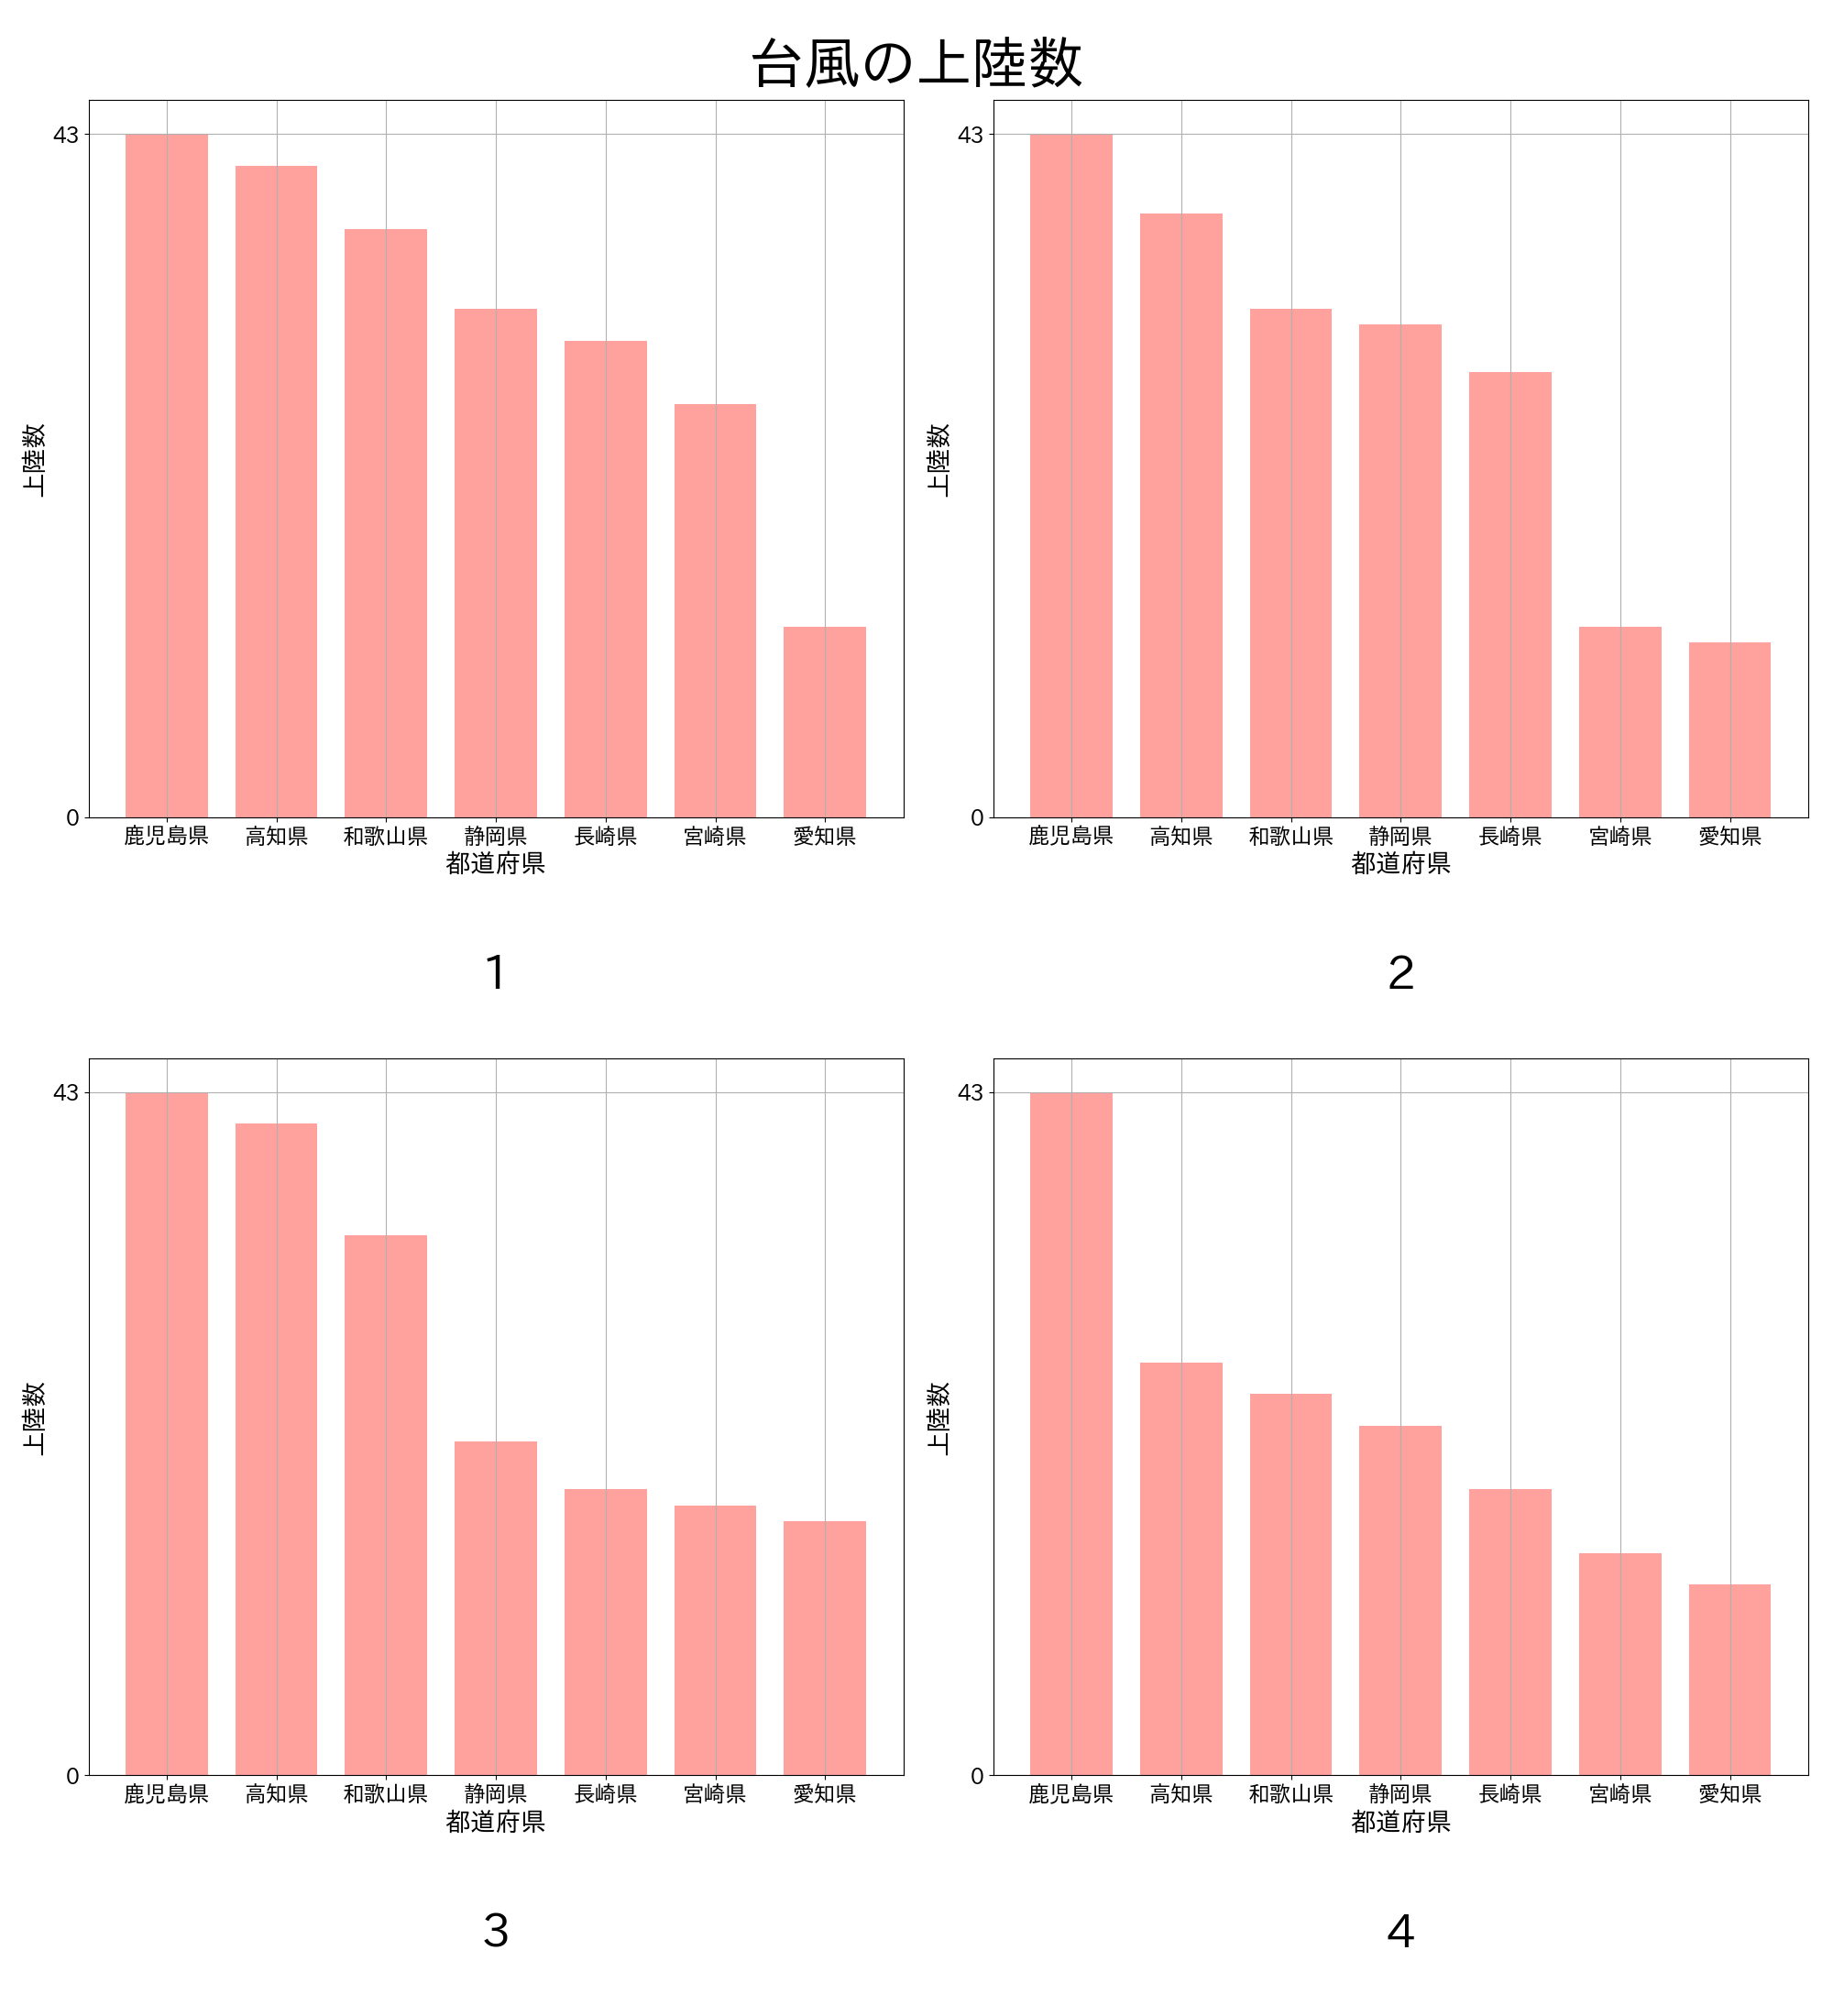 台風の上陸数
43
0
上陸数
鹿児島県 高知県 和歌山県 静岡県 長崎県 宮崎県 愛知県
都道府県
1
43
0
上陸数
鹿児島県 高知県 和歌山県 静岡県 長崎県 宮崎県 愛知県
都道府県
2
43
0
上陸数
鹿児島県 高知県 和歌山県 静岡県 長崎県 宮崎県 愛知県
都道府県
3
43
0
上陸数
鹿児島県 高知県 和歌山県 静岡県 長崎県 宮崎県 愛知県
都道府県
4